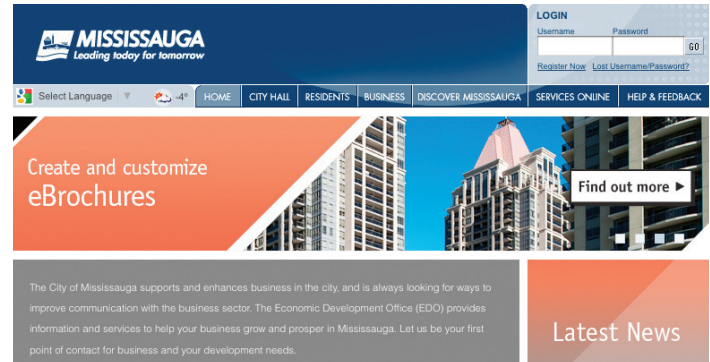 MISSISSAUGA
Leading today for tomorrow
LOGIN
Username Password
GO
Register Now Lost Username/Password?
Select Language ▼ -4° HOME CITY HALL RESIDENTS BUSINESS DISCOVER MISSISSAUGA SERVICES ONLINE HELP & FEEDBACK
Create and customize
eBrochures
Find out more ►
The City of Mississauga supports and enhances business in the city, and is always looking for ways to
improve communication with the business sector. The Economic Development Office (EDO) provides
information and services to help your business grow and prosper in Mississauga. Let us be your first
point of contact for business and your development needs.
Latest News